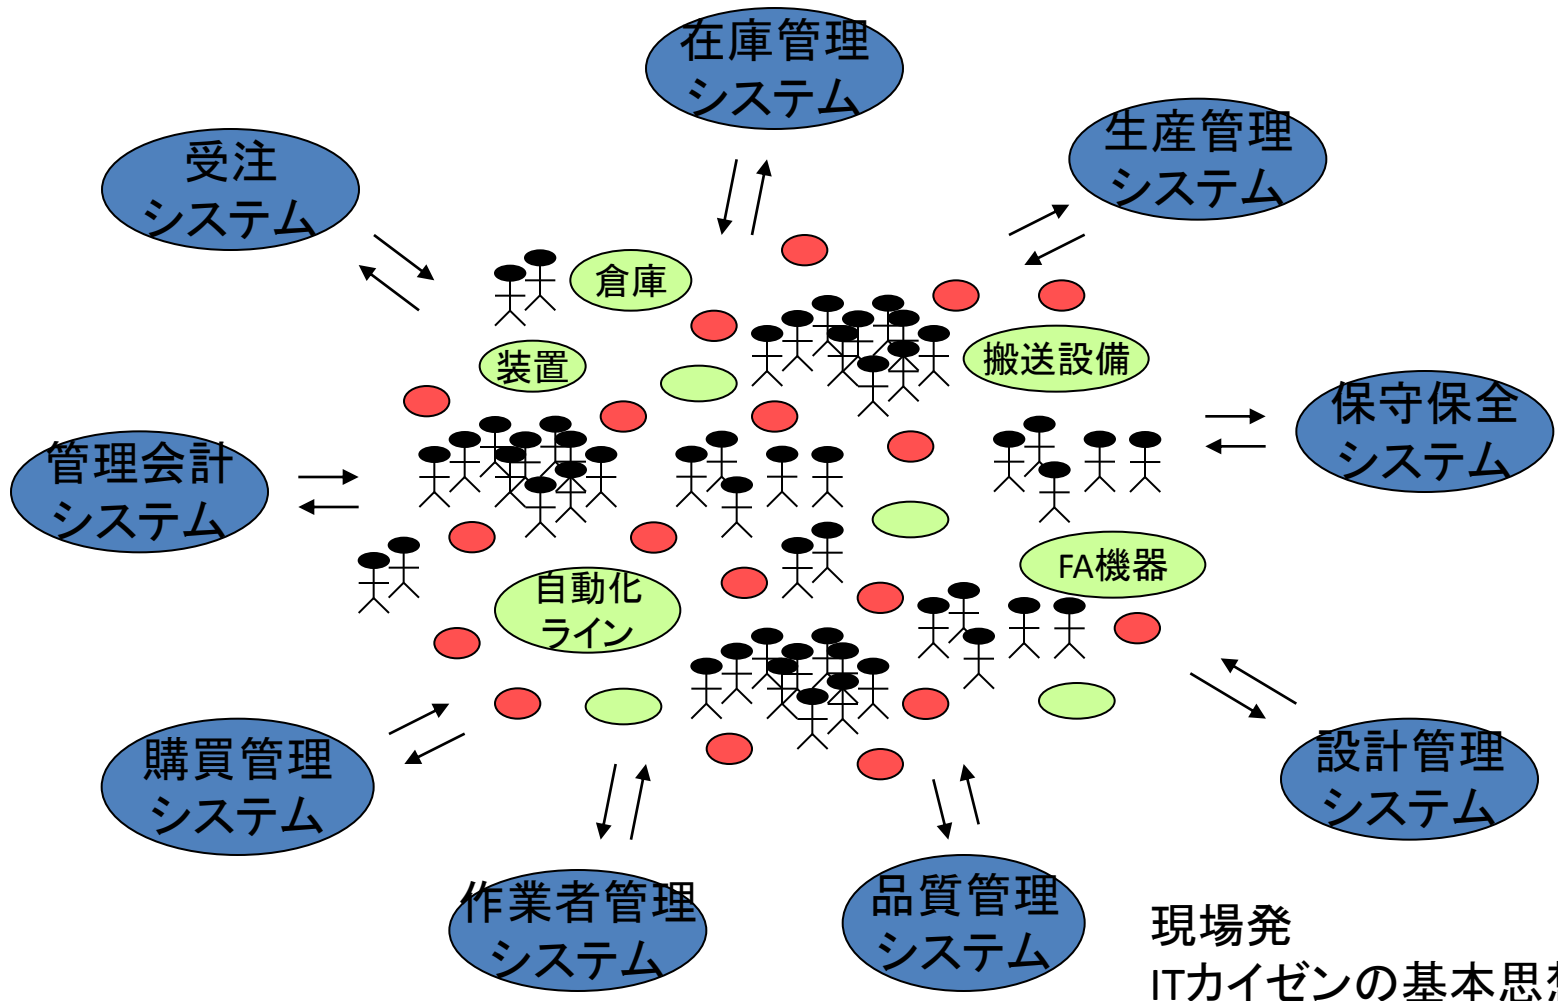 在庫管理
システム
生産管理
システム
受注
システム
倉庫
装置
搬送設備
保守保全
システム
管理会計
システム
FA機器
自動化
ライン
購買管理
システム
設計管理
システム
作業者管理
システム
品質管理
システム
現場発
ITカイゼンの基本思想